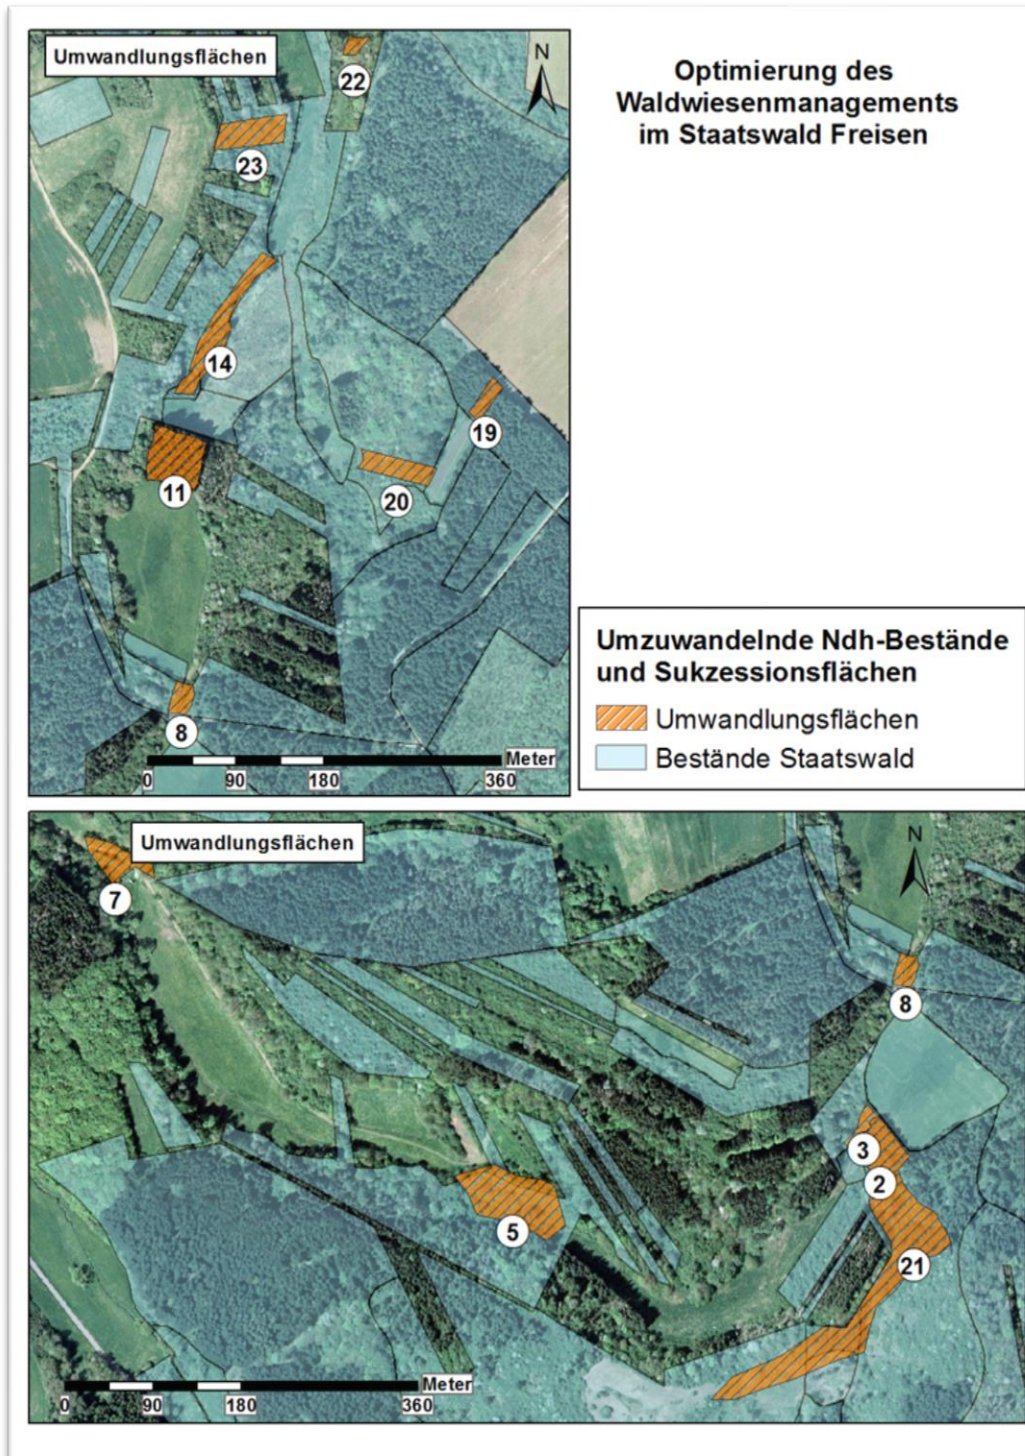 Umwandlungsflächen
N
Optimierung des
Waldwiesenmanagements
im Staatswald Freisen
22
23
14
19
20
11
8
Meter
0 90 180 360
Umzuwandelnde Ndh-Bestände
und Sukzessionsflächen
Umwandlungsflächen
Bestände Staatswald
Umwandlungsflächen
N
7
8
3
2
5
21
Meter
0 90 180 360